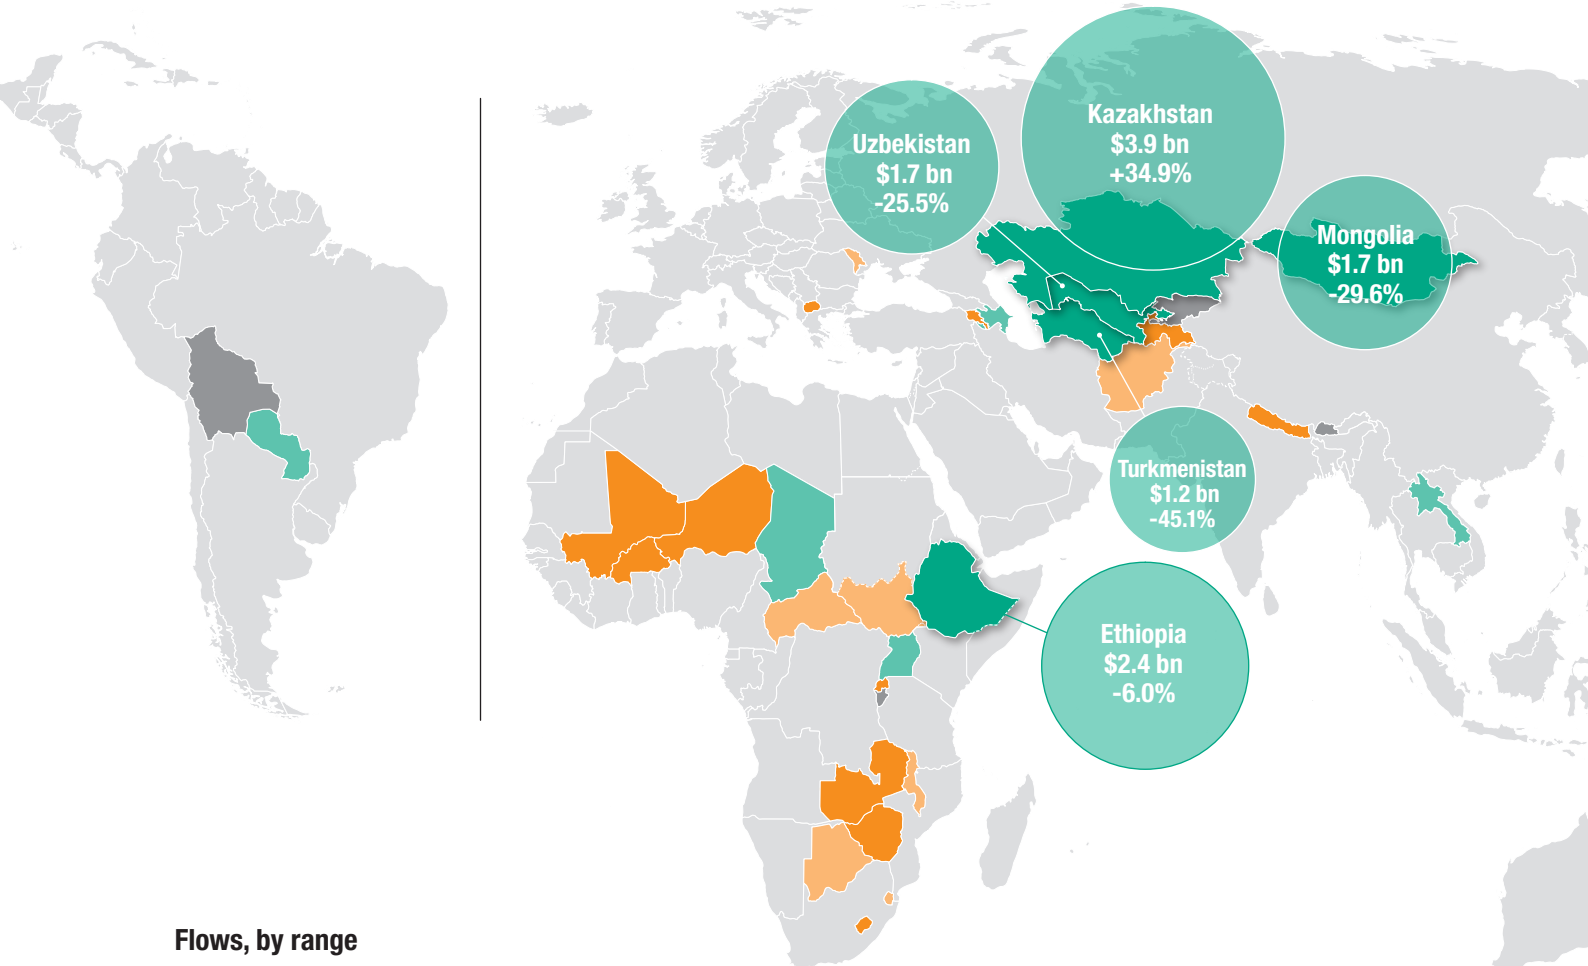 Kazakhstan
$3.9 bn
+34.9%
Uzbekistan
$1.7 bn
-25.5%
Mongolia
$1.7 bn
-29.6%
Turkmenistan
$1.2 bn
-45.1%
Ethiopia
$2.4 bn
-6.0%
Flows, by range